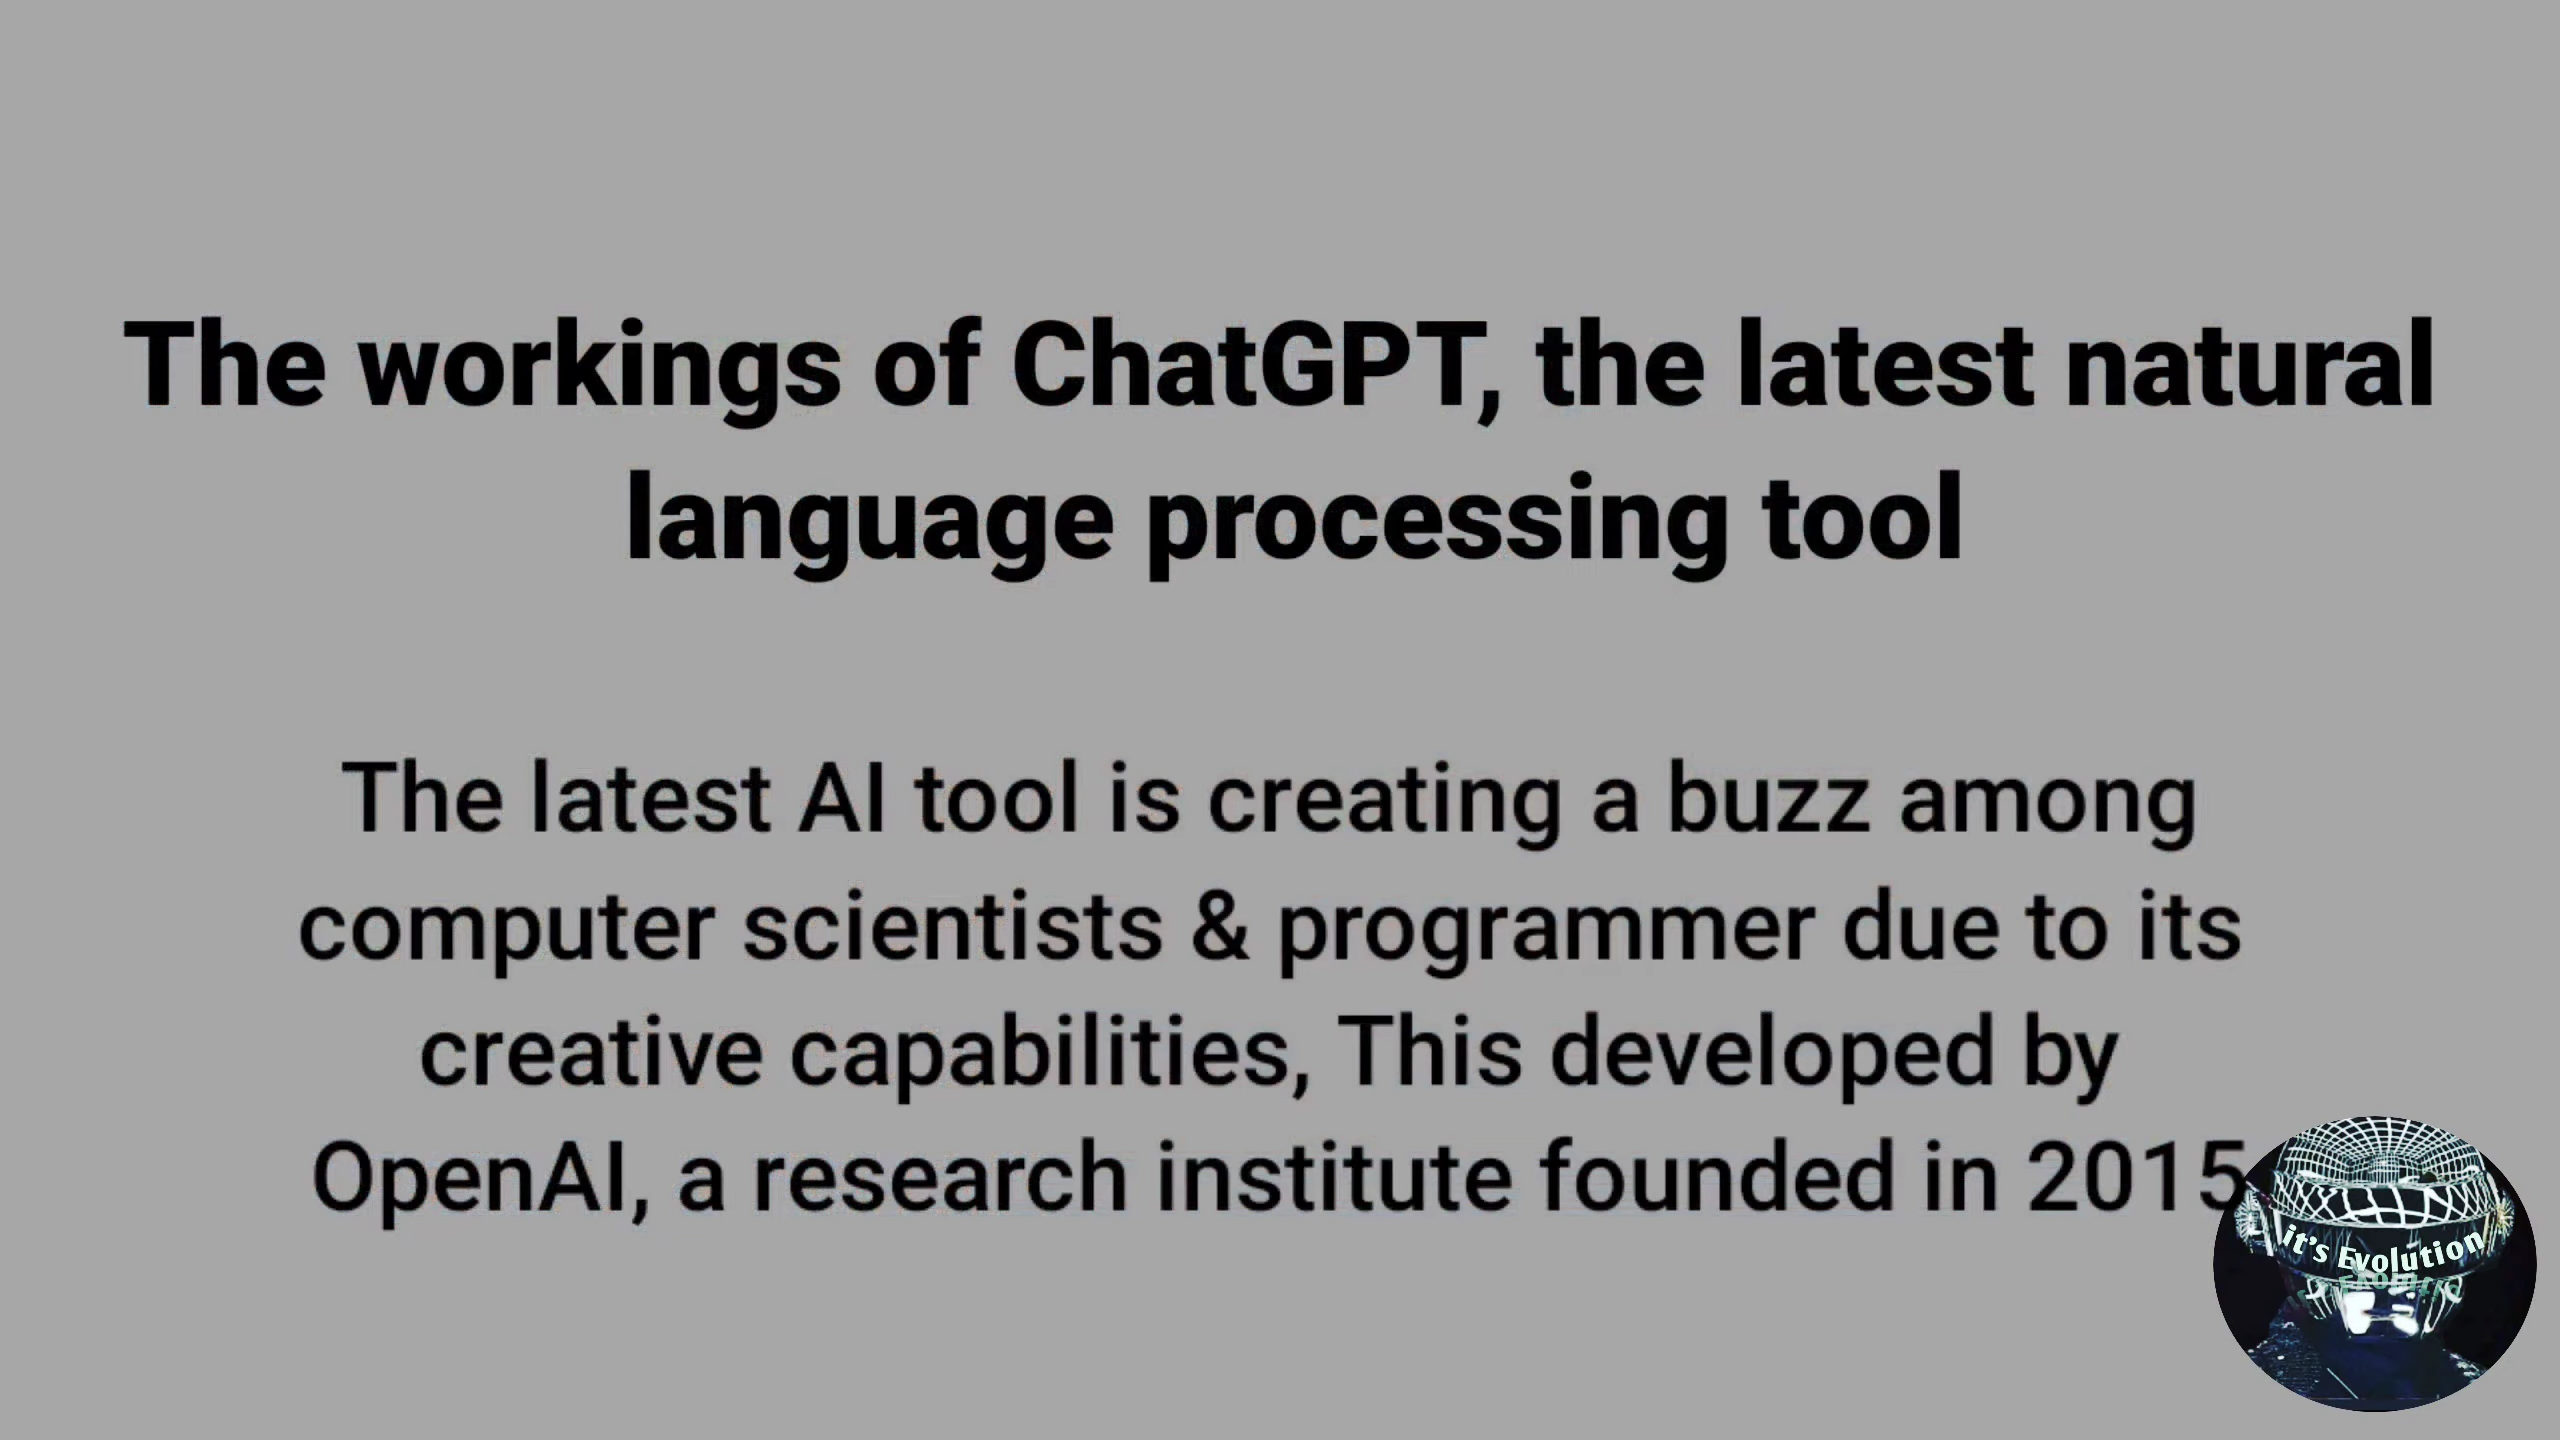 The workings of ChatGPT, the latest natural
language processing tool
The latest AI tool is creating a buzz among
computer scientists & programmer due to its
creative capabilities, This developed by
OpenAI, a research institute founded in 2015
it's Evolution